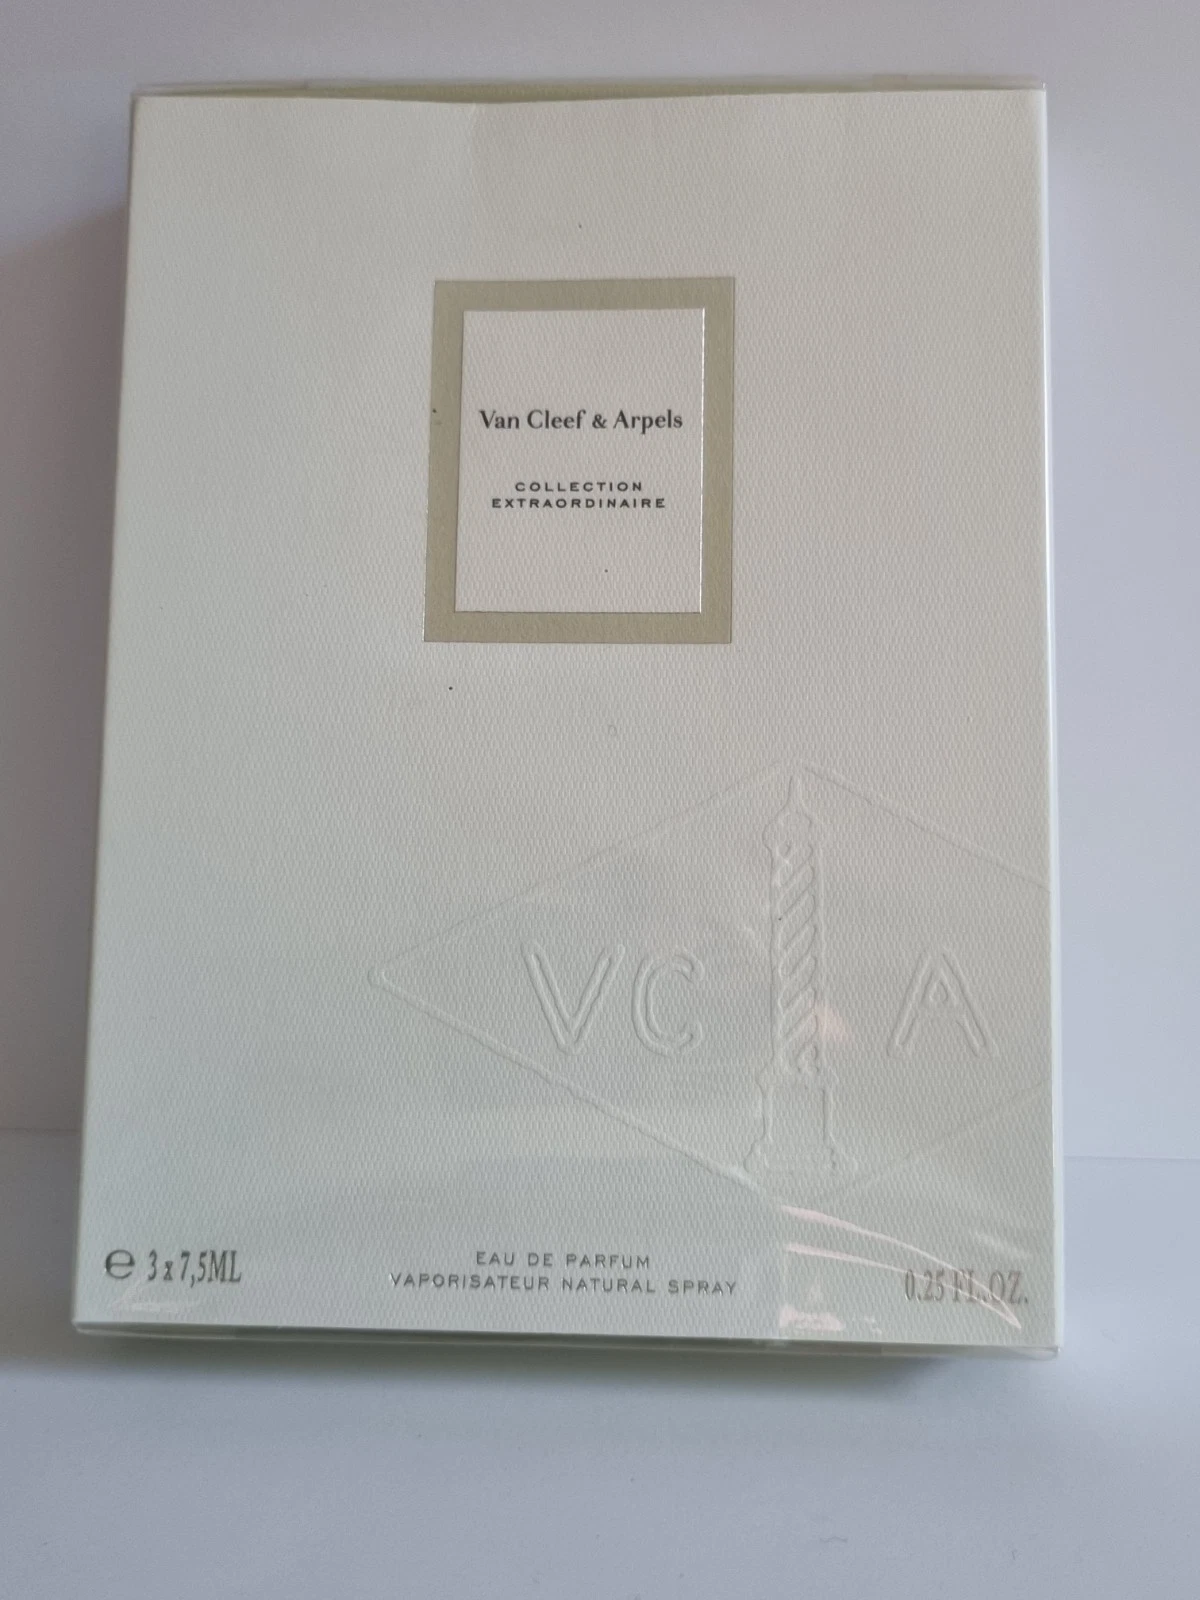 Van Cleef & Arpels
COLLECTION
EXTRAORDINAIRE
VC A
℮ 3 x 7,5ML
EAU DE PARFUM
VAPORISATEUR NATURAL SPRAY
0.25 FL.OZ.